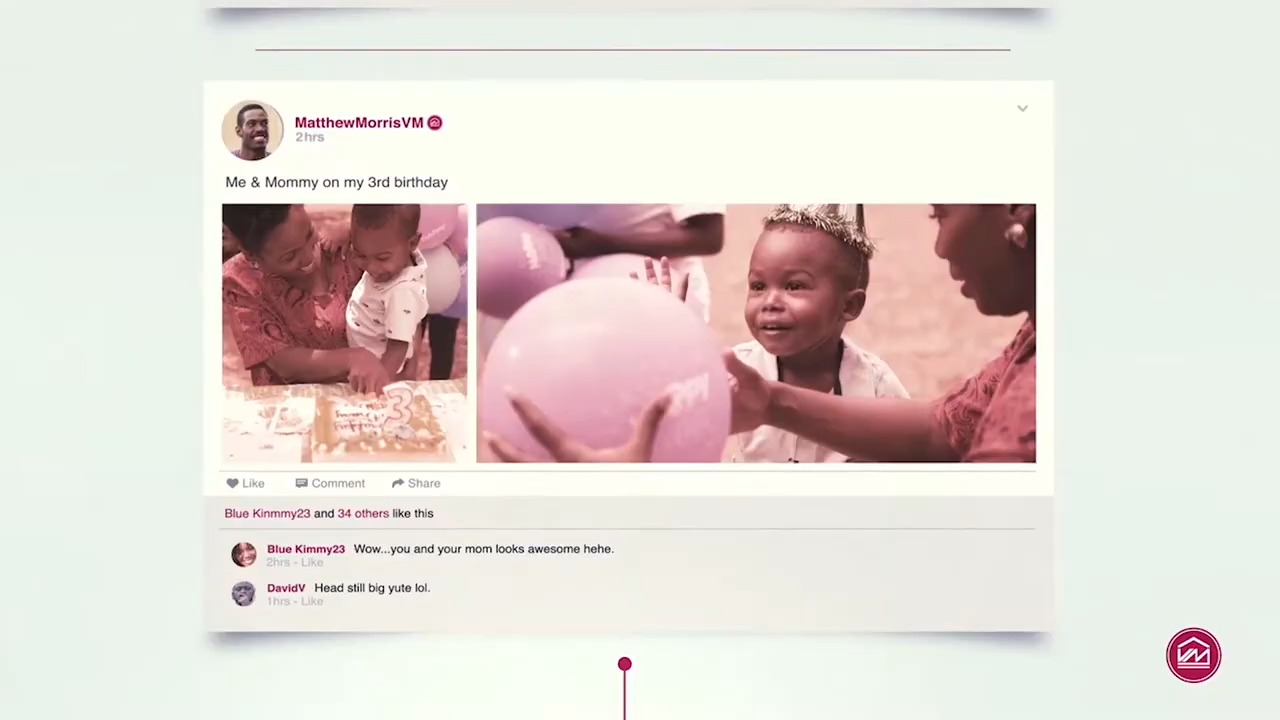 MatthewMorrisVM
2hrs
Me & Mommy on my 3rd birthday
3
Like Comment Share
Blue Kinmmy23 and 34 others like this
Blue Kimmy23 Wow...you and your mom looks awesome hehe.
2hrs - Like
DavidV Head still big yute lol.
1hrs - Like
VM